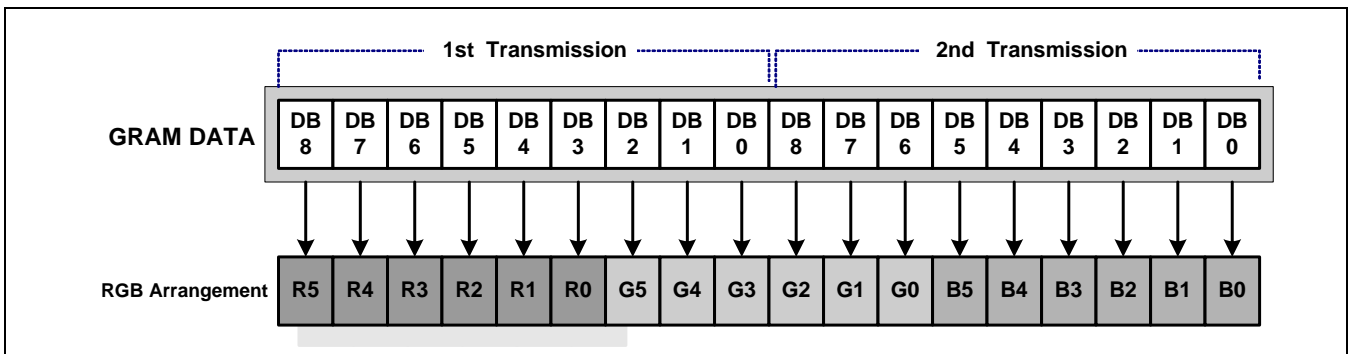 1st Transmission 2nd Transmission
GRAM DATA DB 8 DB 7 DB 6 DB 5 DB 4 DB 3 DB 2 DB 1 DB 0 DB 8 DB 7 DB 6 DB 5 DB 4 DB 3 DB 2 DB 1 DB 0
RGB Arrangement R5 R4 R3 R2 R1 R0 G5 G4 G3 G2 G1 G0 B5 B4 B3 B2 B1 B0